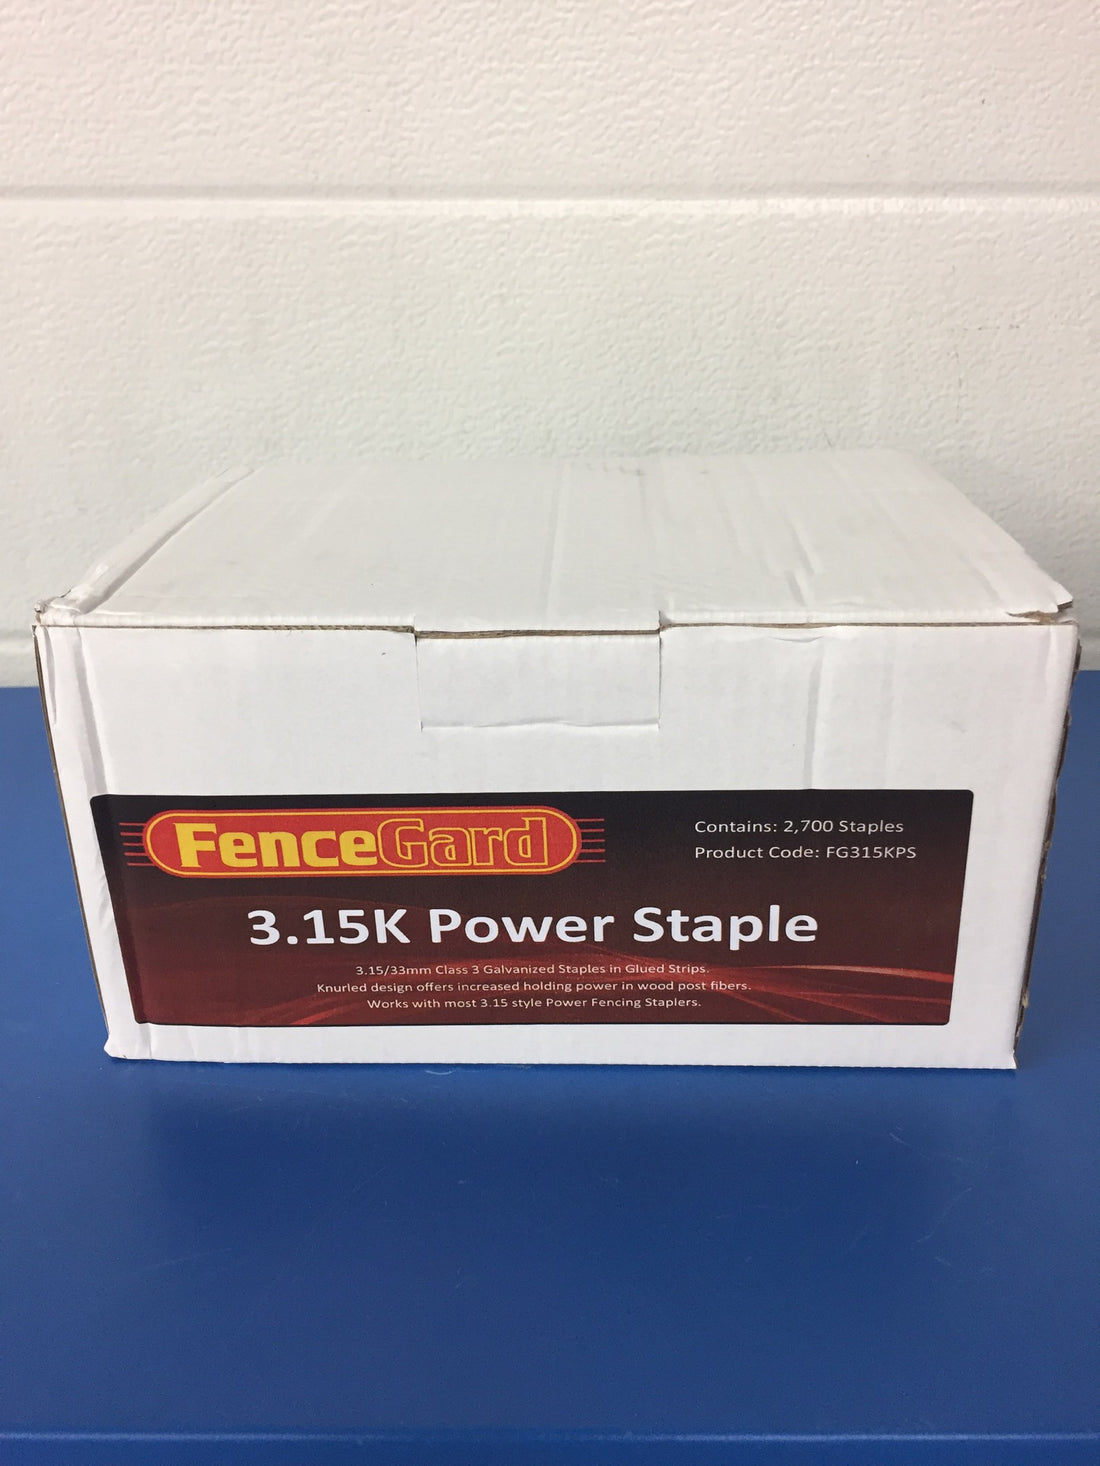 FenceGard
Contains: 2,700 Staples
Product Code: FG315KPS
3.15K Power Staple
3.15/33mm Class 3 Galvanized Staples in Glued Strips.
Knurled design offers increased holding power in wood post fibers.
Works with most 3.15 style Power Fencing Staplers.